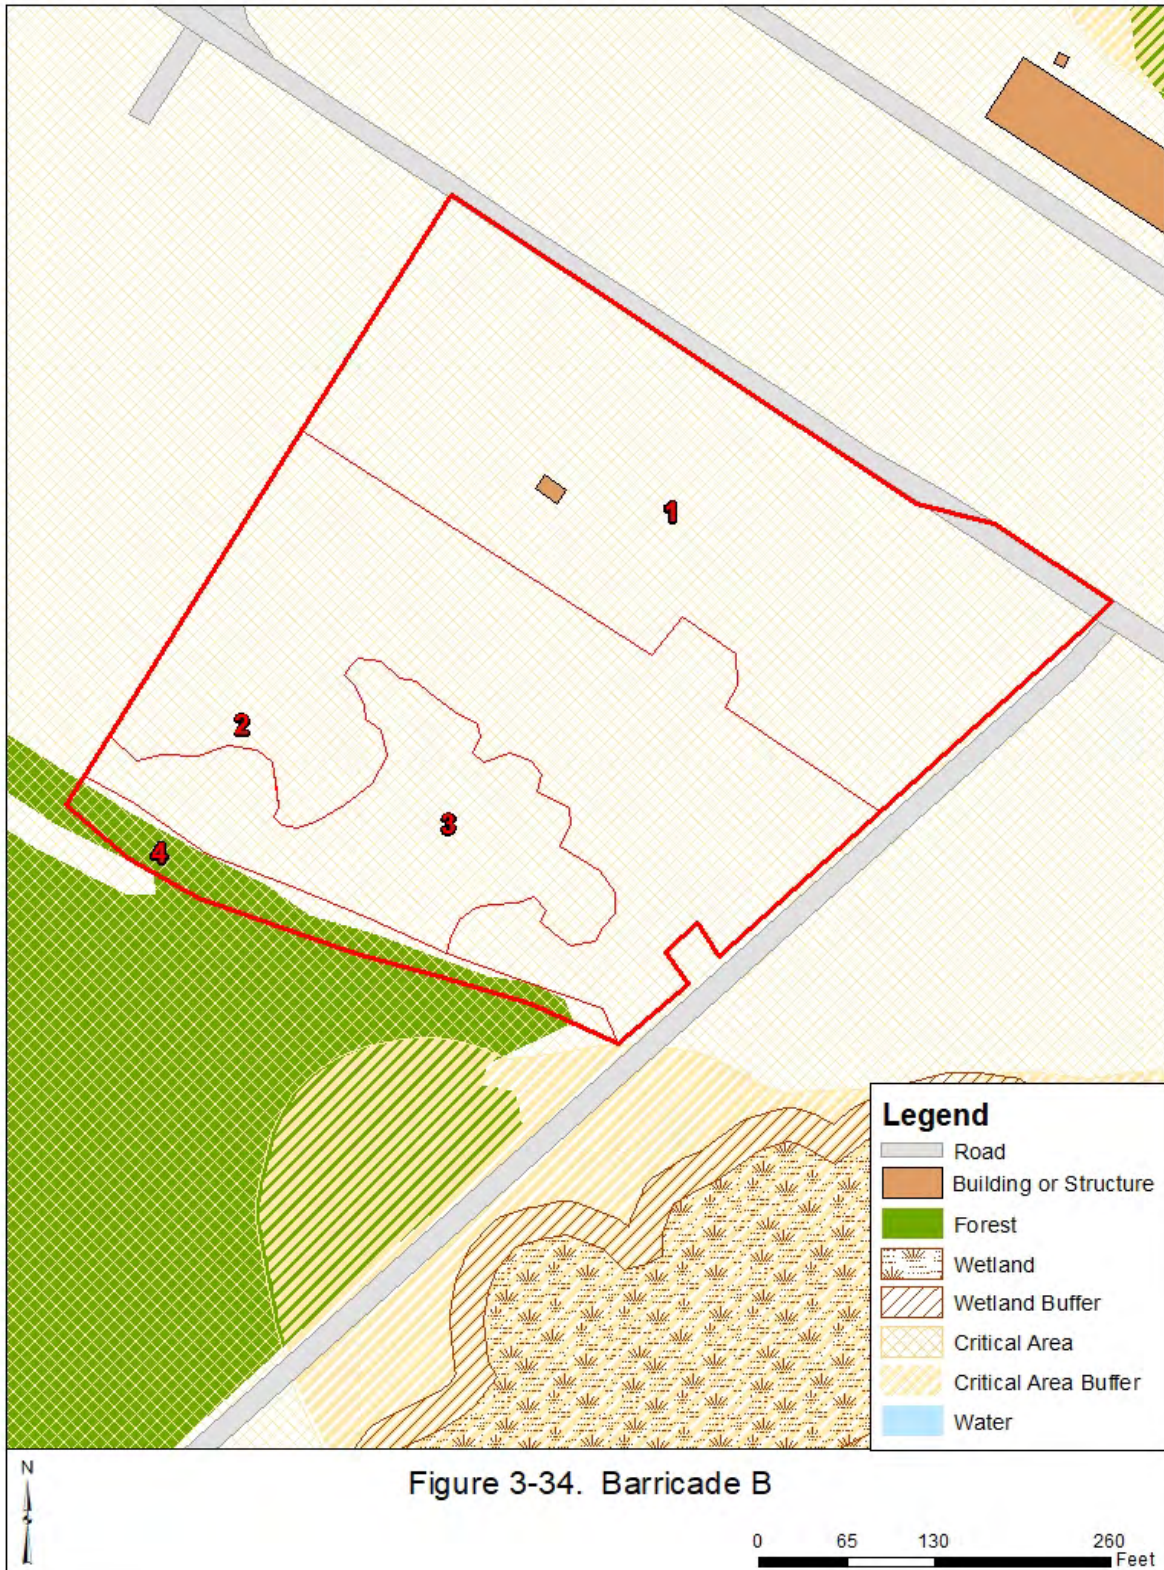 1
2
3
4
Legend
Road
Building or Structure
Forest
Wetland
Wetland Buffer
Critical Area
Critical Area Buffer
Water
N
Figure 3-34. Barricade B
0 65 130 260
Feet